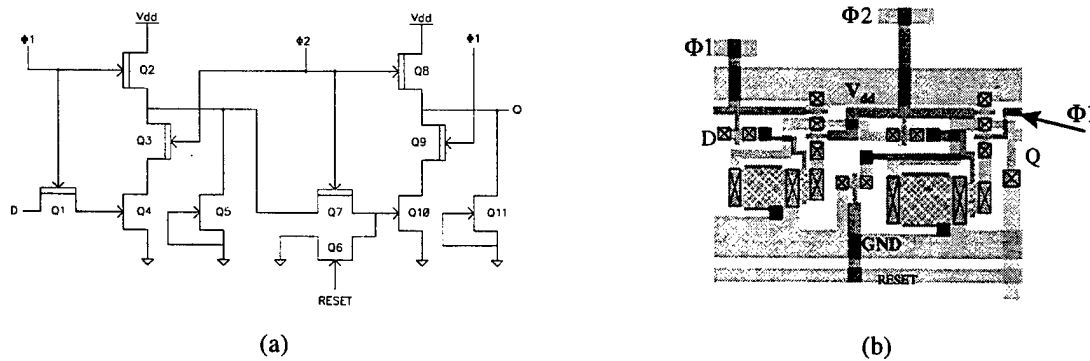 Vdd
Φ1
Q2
Φ2
Vdd
Φ1
Q8
Q3
O
Q9
D
Q1
Q4
Q5
Q7
Q10
Q11
Q6
RESET
(a)
Φ2
Φ1
Vdd
D
Φ1
Q
GND
RESET
(b)